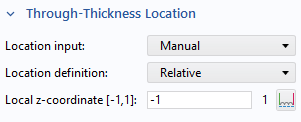 Through-Thickness Location
Location input: Manual
Location definition: Relative
Local z-coordinate [-1,1]: -1 1